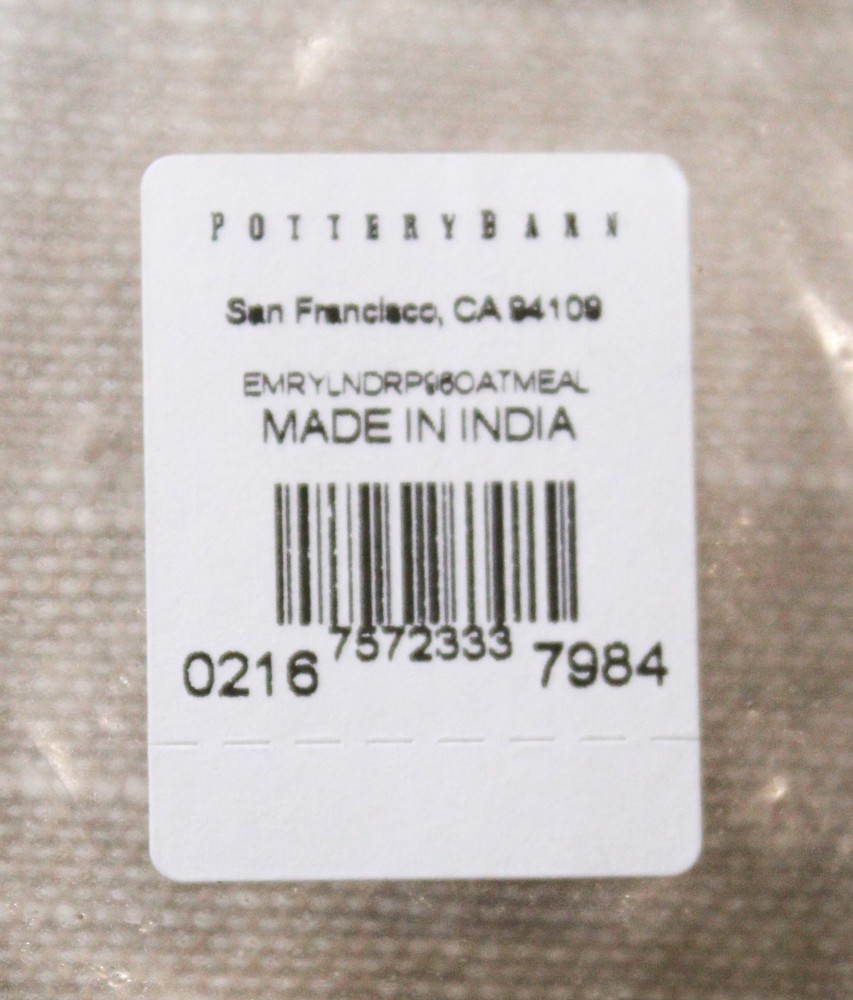 POTTERYBARN
San Francisco, CA 94109
EMRYLNDRP96OATMEAL
MADE IN INDIA
0216 7572333 7984